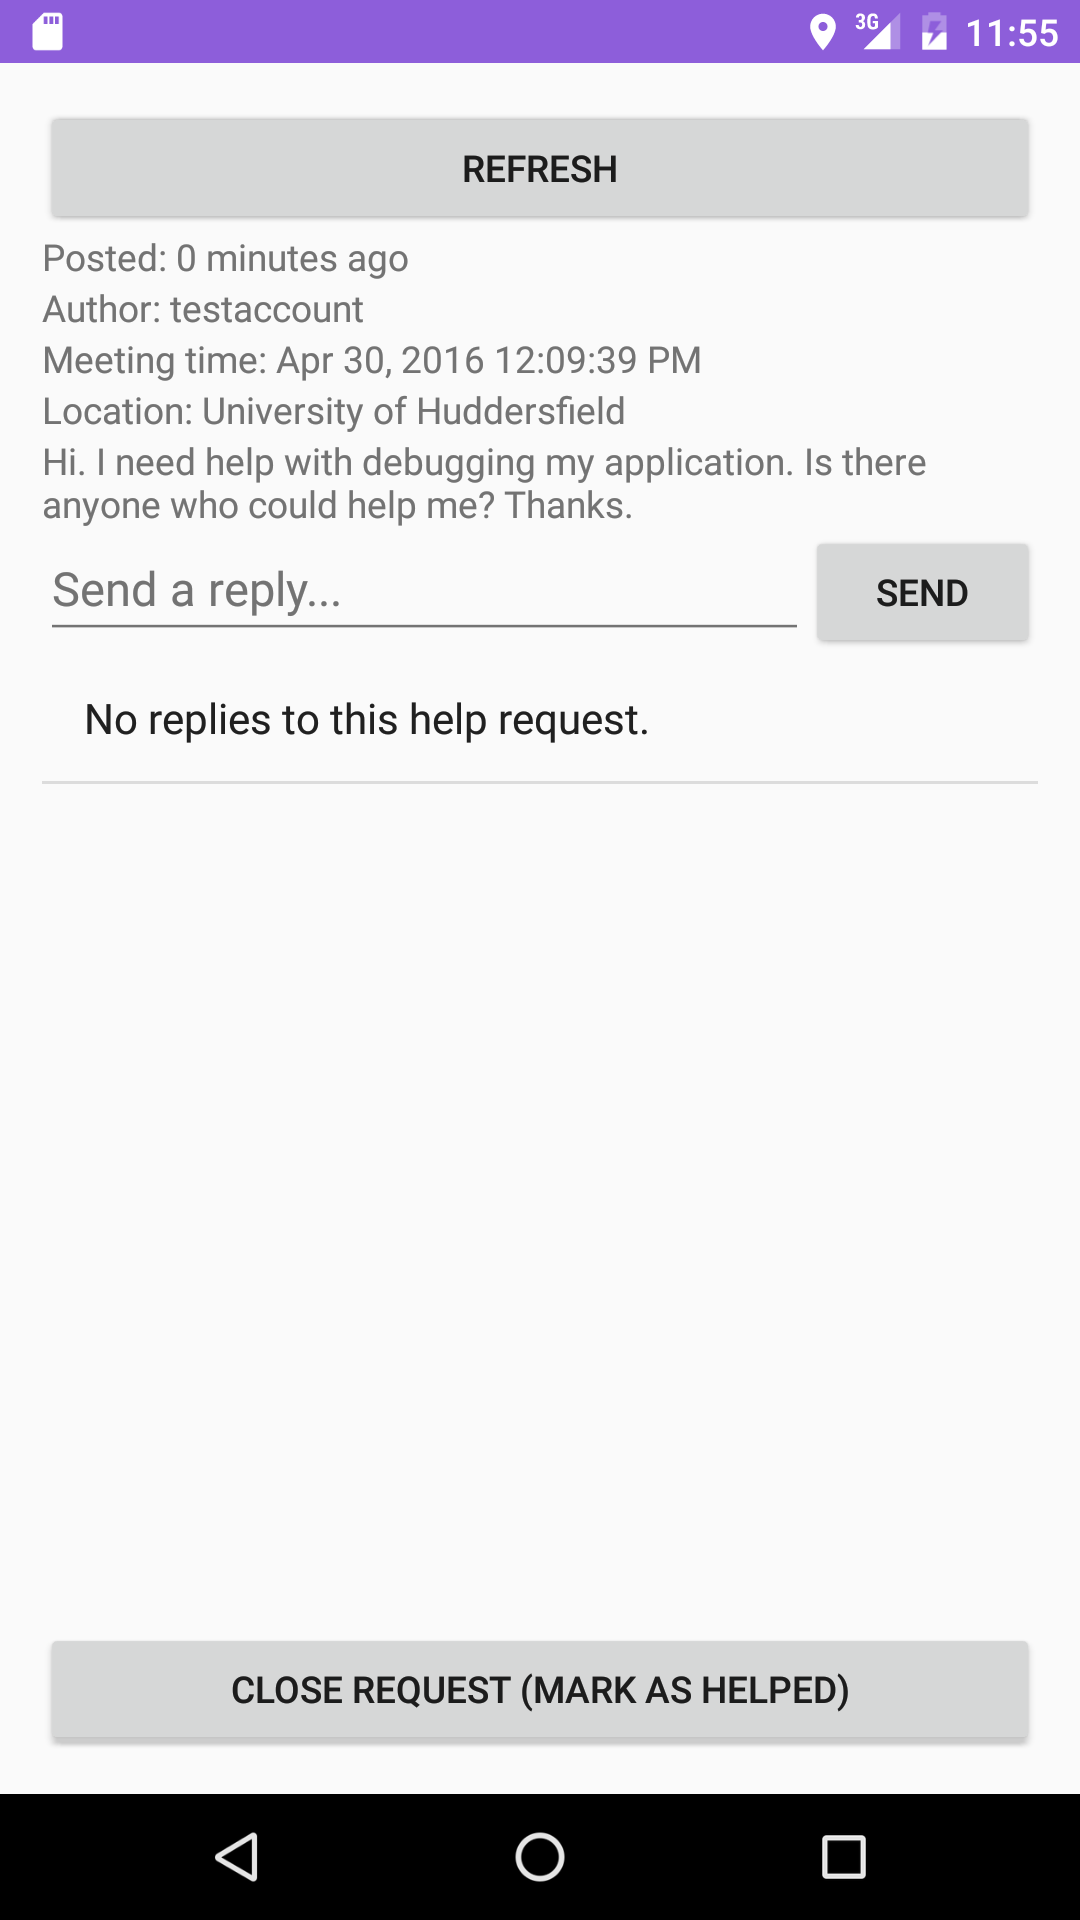 3G 11:55
REFRESH
Posted: 0 minutes ago
Author: testaccount
Meeting time: Apr 30, 2016 12:09:39 PM
Location: University of Huddersfield
Hi. I need help with debugging my application. Is there
anyone who could help me? Thanks.
Send a reply...
SEND
No replies to this help request.
CLOSE REQUEST (MARK AS HELPED)